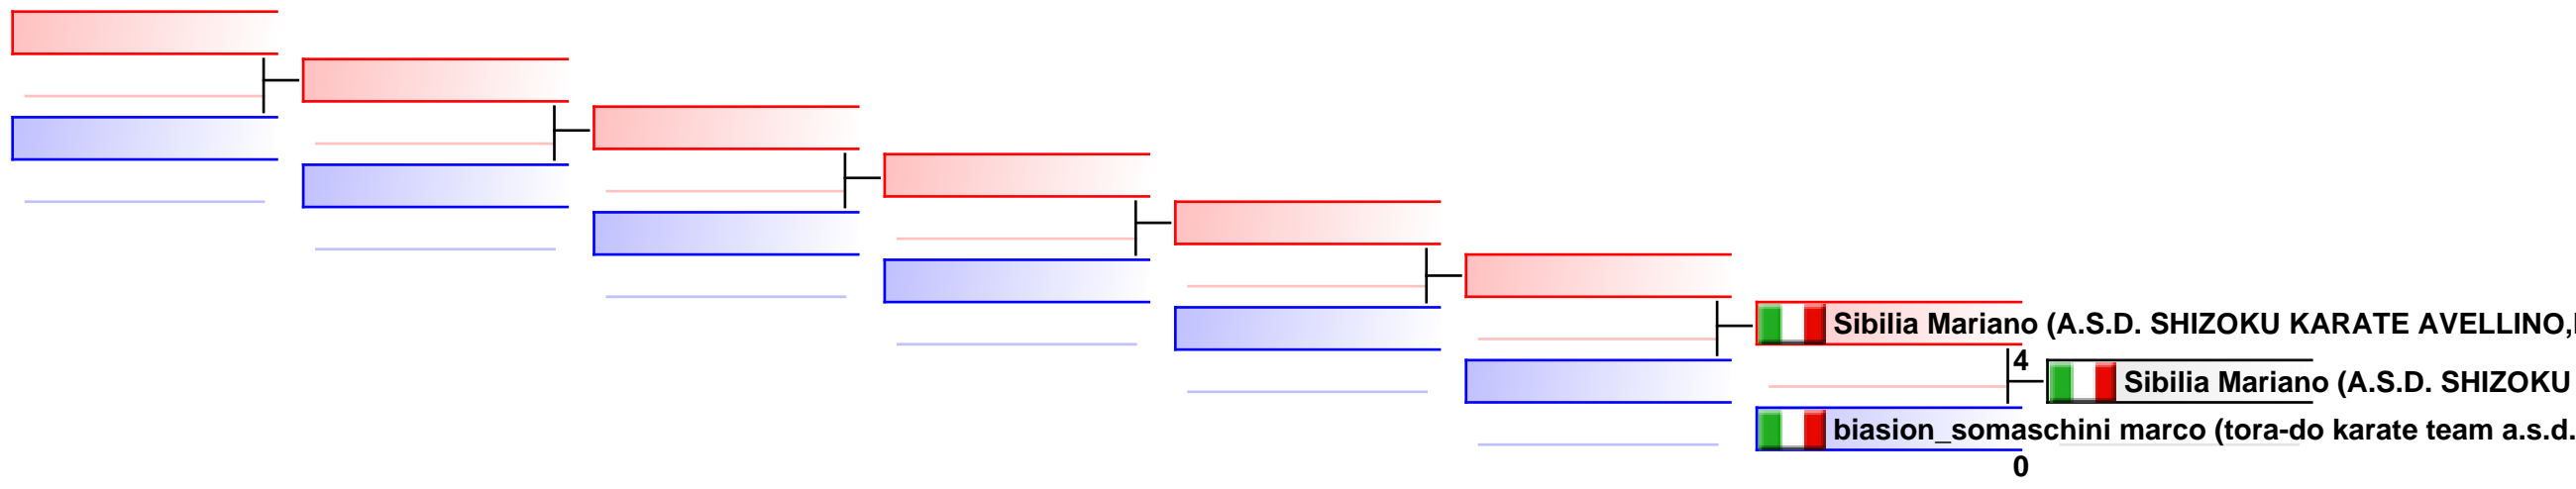 Sibilia Mariano (A.S.D. SHIZOKU KARATE AVELLINO,
4
Sibilia Mariano (A.S.D. SHIZOKU
biasion_somaschini marco (tora-do karate team a.s.d.
0